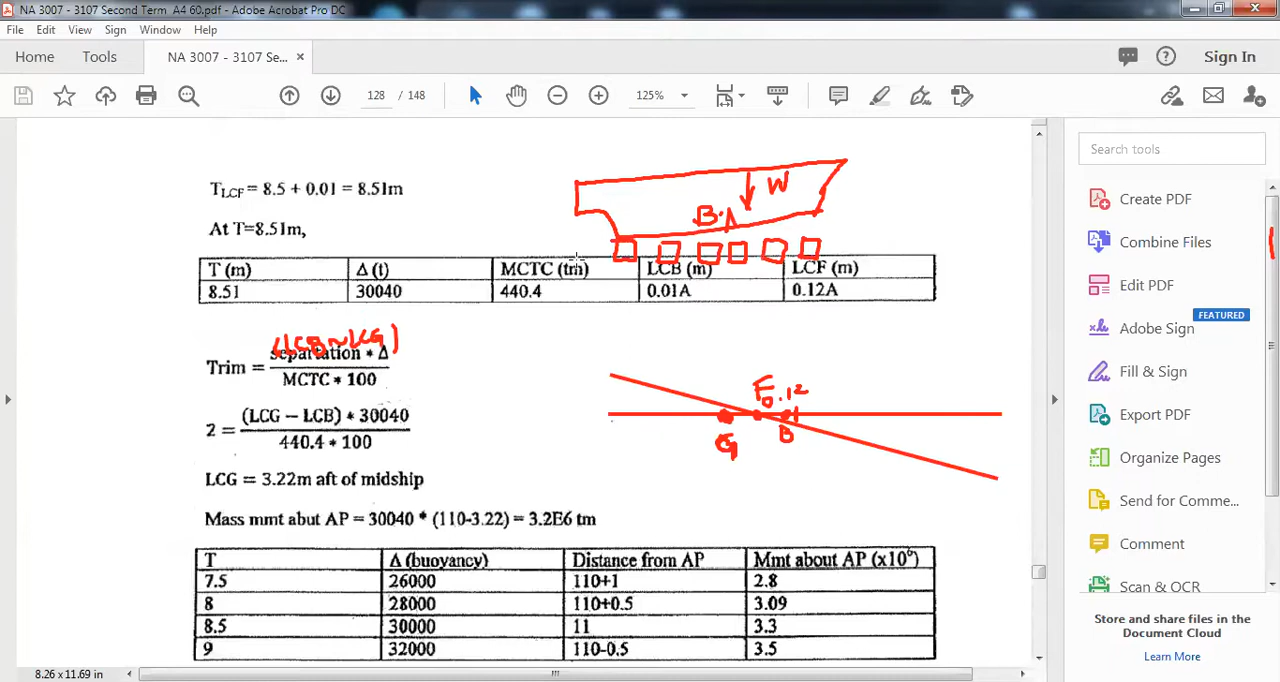 NA 3007 - 3107 Second Term A4 60.pdf - Adobe Acrobat Pro DC
File Edit View Sign Window Help
Home Tools NA 3007 - 3107 Se... × Sign In
128 / 148 125%
T_LCF = 8.5 + 0.01 = 8.51m
At T=8.51m,
W
B.
T (m) Δ (t) MCTC (tm) LCB (m) LCF (m)
8.51 30040 440.4 0.01A 0.12A
(LCB ~ LCG)
Trim = separtation * Δ
MCTC * 100
F 0.12
G B
2 = (LCG – LCB) * 30040
440.4 * 100
LCG = 3.22m aft of midship
Mass mmt abut AP = 30040 * (110-3.22) = 3.2E6 tm
T Δ (buoyancy) Distance from AP Mmt about AP (x10⁶)
7.5 26000 110+1 2.8
8 28000 110+0.5 3.09
8.5 30000 11 3.3
9 32000 110-0.5 3.5
8.26 x 11.69 in
Search tools
Create PDF
Combine Files
Edit PDF
FEATURED
Adobe Sign
Fill & Sign
Export PDF
Organize Pages
Send for Comme...
Comment
Scan & OCR
Store and share files in the
Document Cloud
Learn More